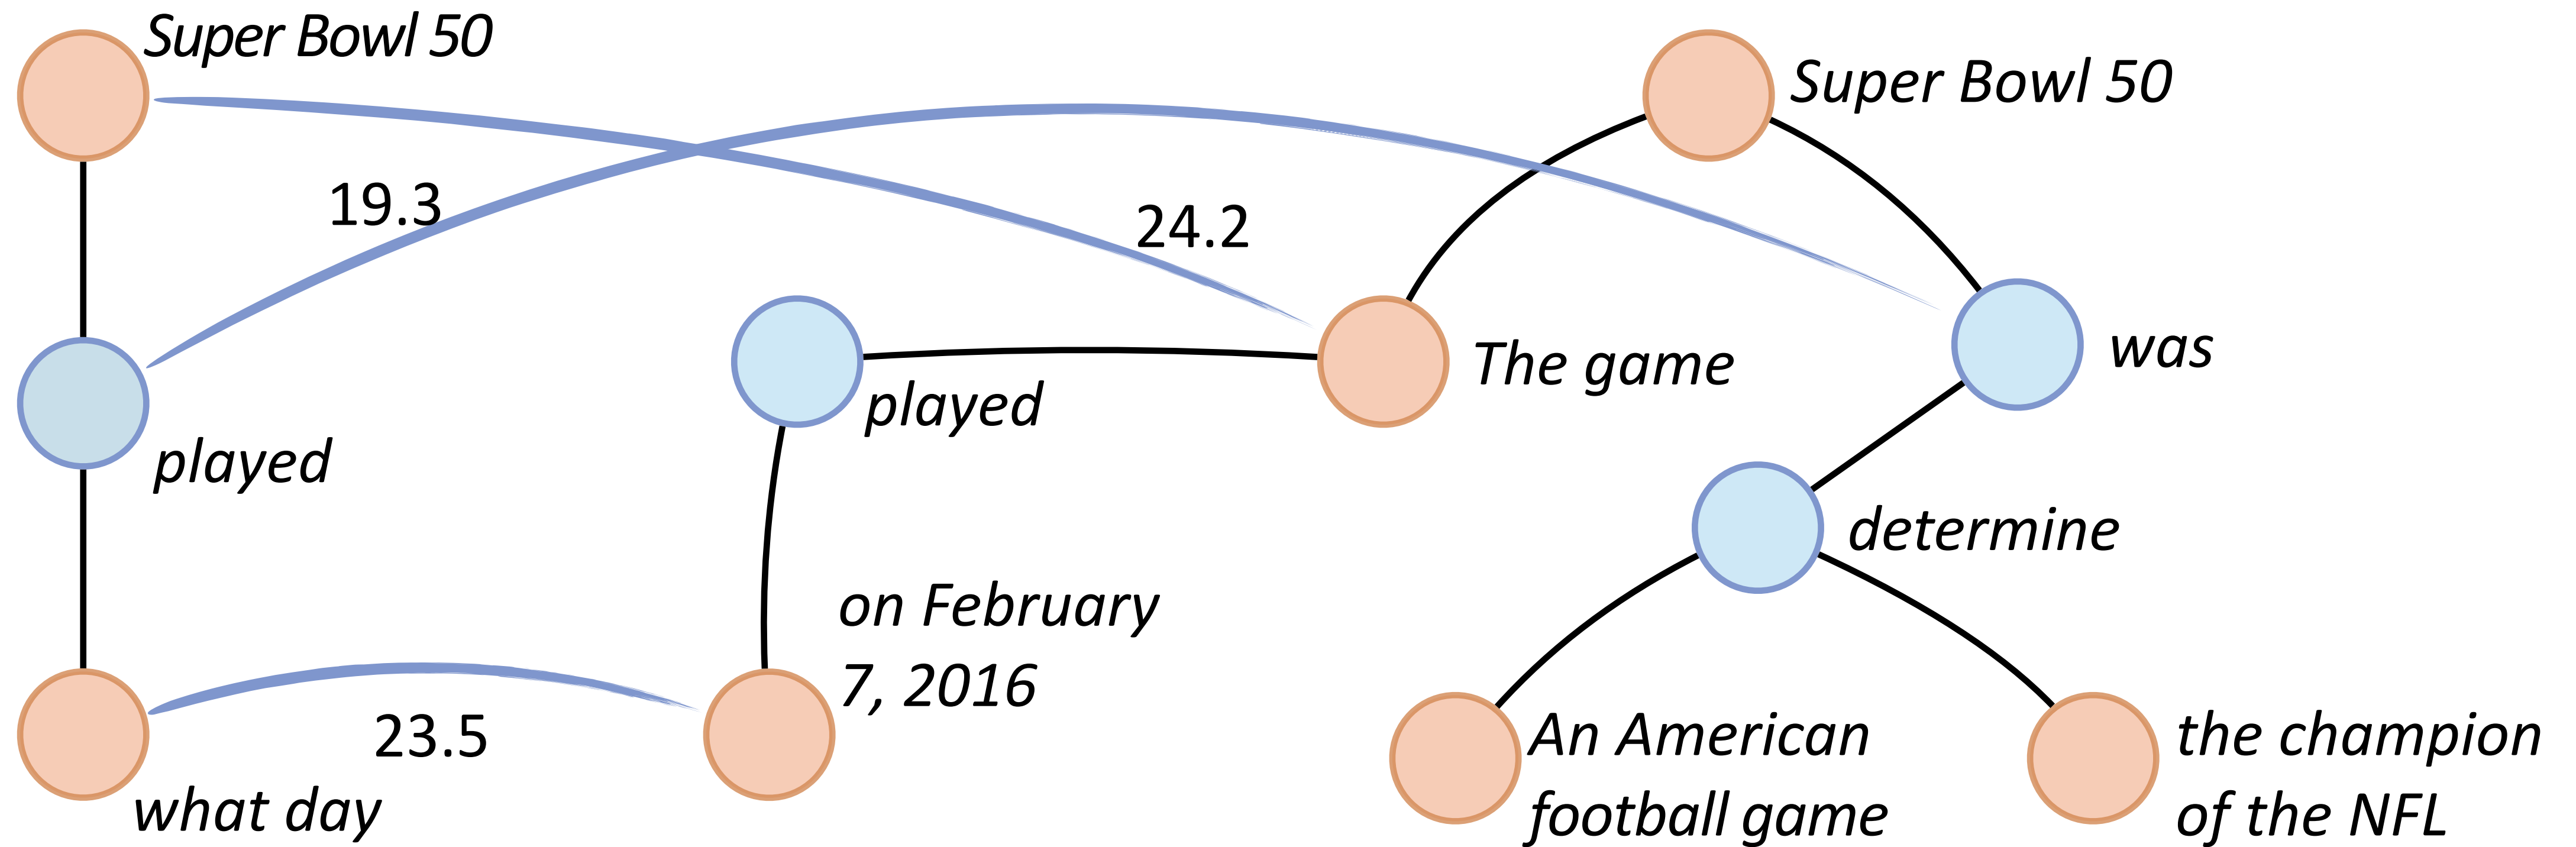 Super Bowl 50
Super Bowl 50
19.3
24.2
was
The game
played
played
determine
on February
7, 2016
23.5
An American
football game
the champion
of the NFL
what day